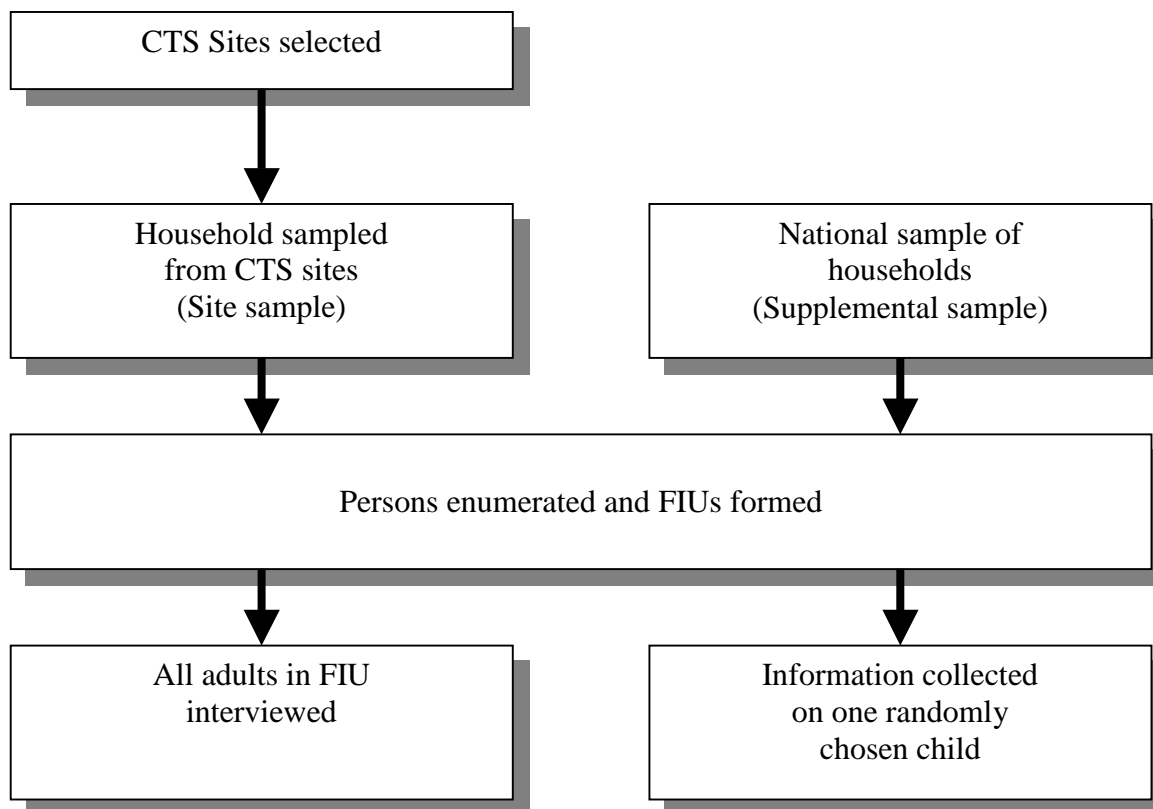 CTS Sites selected
Household sampled
from CTS sites
(Site sample)
National sample of
households
(Supplemental sample)
Persons enumerated and FIUs formed
All adults in FIU
interviewed
Information collected
on one randomly
chosen child